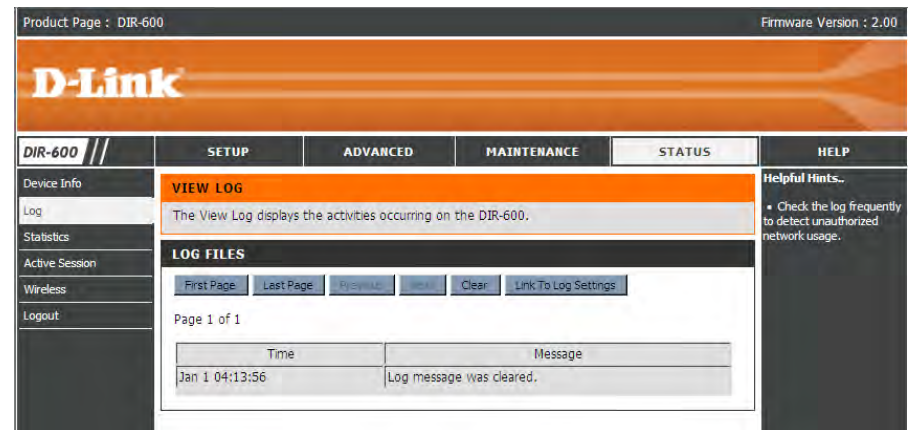 Product Page : DIR-600
Firmware Version : 2.00
D-Link
DIR-600
SETUP
ADVANCED
MAINTENANCE
STATUS
HELP
Device Info
Log
Statistics
Active Session
Wireless
Logout
VIEW LOG
The View Log displays the activities occurring on the DIR-600.
LOG FILES
First Page
Last Page
Previous
Next
Clear
Link To Log Settings
Page 1 of 1
Time
Message
Jan 1 04:13:56
Log message was cleared.
Helpful Hints..
• Check the log frequently
to detect unauthorized
network usage.